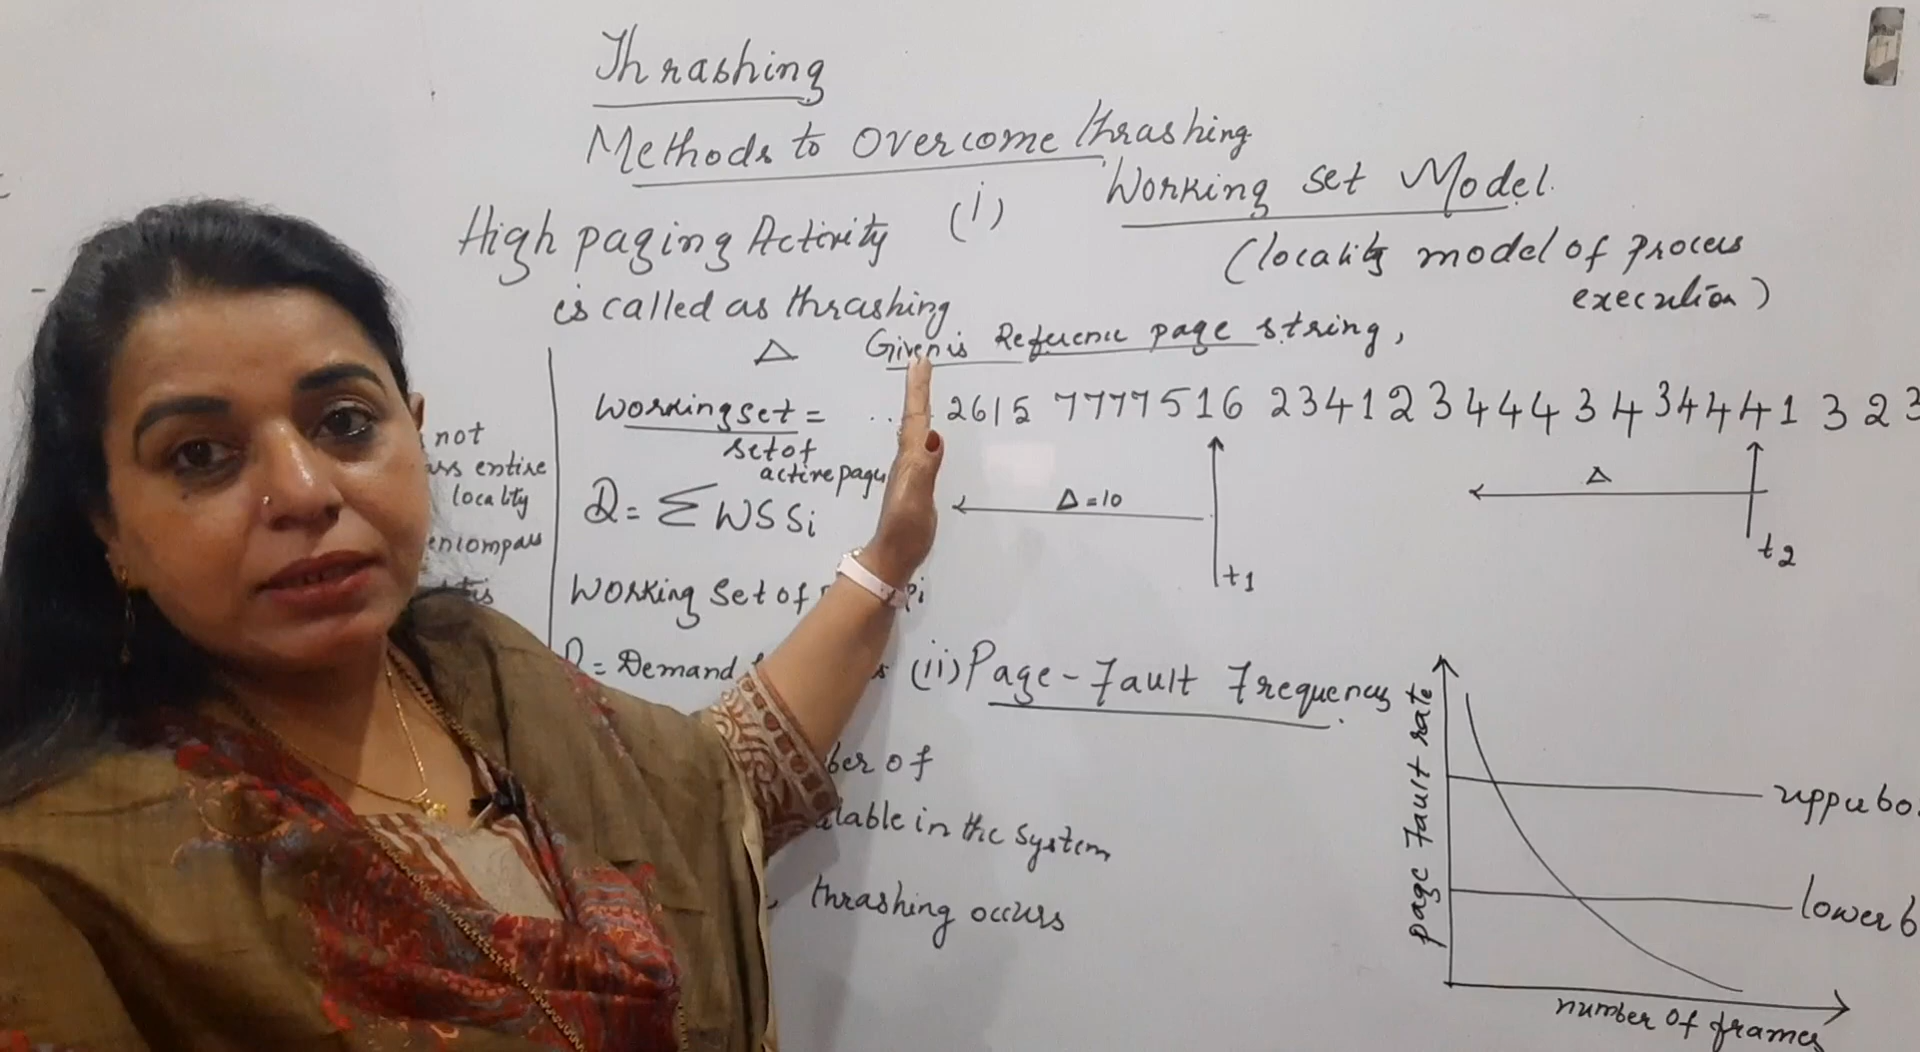 Thrashing
Methods to Overcome thrashing
High paging Activity
is called as thrashing
(i) Working set Model
(locality model of process
execution)
Δ
Given is Reference page string,
Working set =
set of
active page
... 2615 7777516 2341234443434441323
Δ=10
t1
Δ
t2
D = Σ WSSi
Working Set of Pi
D = Demand
ber of
lable in the System
thrashing occurs
not
entire
locality
encompass
(ii) Page-Fault Frequency
page Fault rate
upper bo
lower b
number of frames